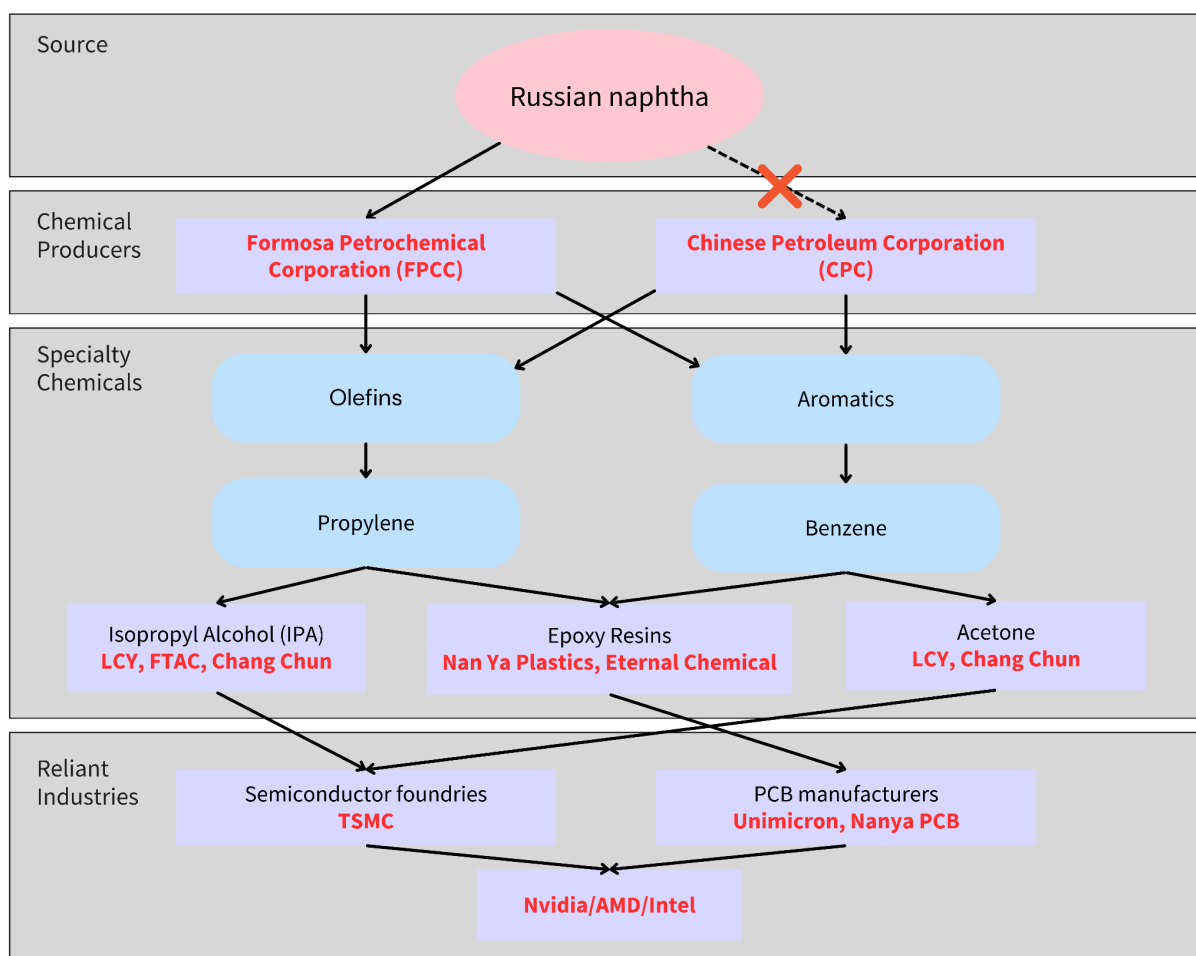 Source
Russian naphtha
Chemical
Producers
Formosa Petrochemical
Corporation (FPCC)
Chinese Petroleum Corporation
(CPC)
Specialty
Chemicals
Olefins
Aromatics
Propylene
Benzene
Isopropyl Alcohol (IPA)
LCY, FTAC, Chang Chun
Epoxy Resins
Nan Ya Plastics, Eternal Chemical
Acetone
LCY, Chang Chun
Reliant
Industries
Semiconductor foundries
TSMC
PCB manufacturers
Unimicron, Nanya PCB
Nvidia/AMD/Intel